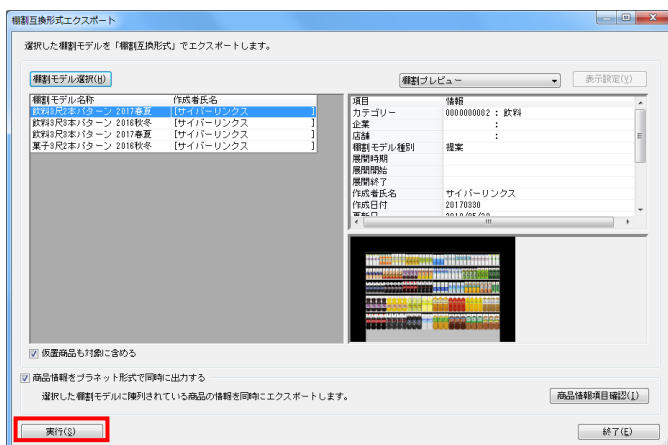 棚割互換形式エクスポート
選択した棚割モデルを「棚割互換形式」でエクスポートします。
棚割モデル選択(H)
棚割プレビュー
表示設定(V)
棚割モデル名称 作成者氏名
飲料3尺2本パターン 2017春夏 [サイバーリンクス ]
飲料3尺3本パターン 2016秋冬 [サイバーリンクス ]
飲料3尺3本パターン 2017春夏 [サイバーリンクス ]
菓子3尺2本パターン 2016秋冬 [サイバーリンクス ]
項目 情報
カテゴリー 0000000002 : 飲料
企業 :
店舗 :
棚割モデル種別 提案
展開時期
展開開始
展開終了
作成者氏名 サイバーリンクス
作成日付 20170330
仮置商品も対象に含める
商品情報をプラネット形式で同時に出力する
選択した棚割モデルに陳列されている商品の情報を同時にエクスポートします。
商品情報項目確認(I)
実行(S)
終了(E)